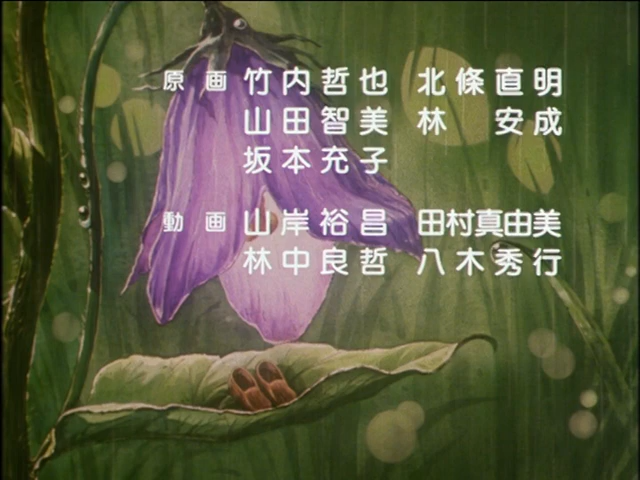 原画 竹内哲也 北條直明
山田智美 林 安成
坂本充子
動画 山岸裕昌 田村真由美
林中良哲 八木秀行